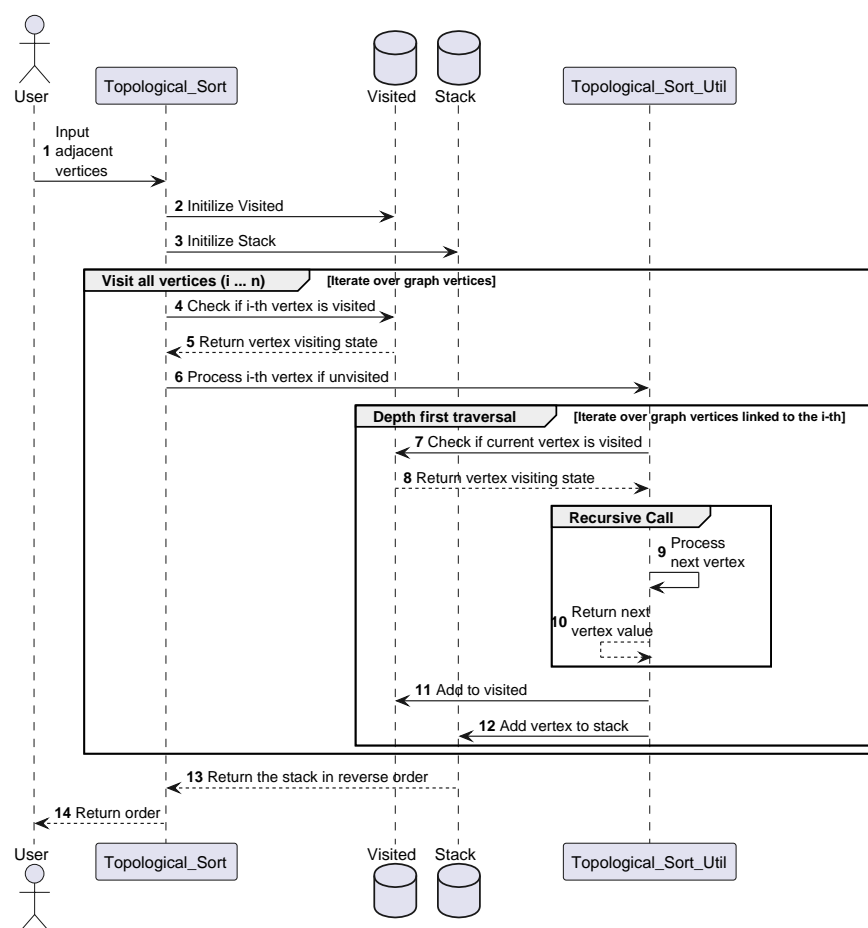 User
Topological_Sort
Visited
Stack
Topological_Sort_Util
Input
1 adjacent
vertices
2 Initilize Visited
3 Initilize Stack
Visit all vertices (i ... n)
[Iterate over graph vertices]
4 Check if i-th vertex is visited
5 Return vertex visiting state
6 Process i-th vertex if unvisited
Depth first traversal
[Iterate over graph vertices linked to the i-th]
7 Check if current vertex is visited
8 Return vertex visiting state
Recursive Call
9 Process
next vertex
10 Return next
vertex value
11 Add to visited
12 Add vertex to stack
13 Return the stack in reverse order
14 Return order
User
Topological_Sort
Visited
Stack
Topological_Sort_Util